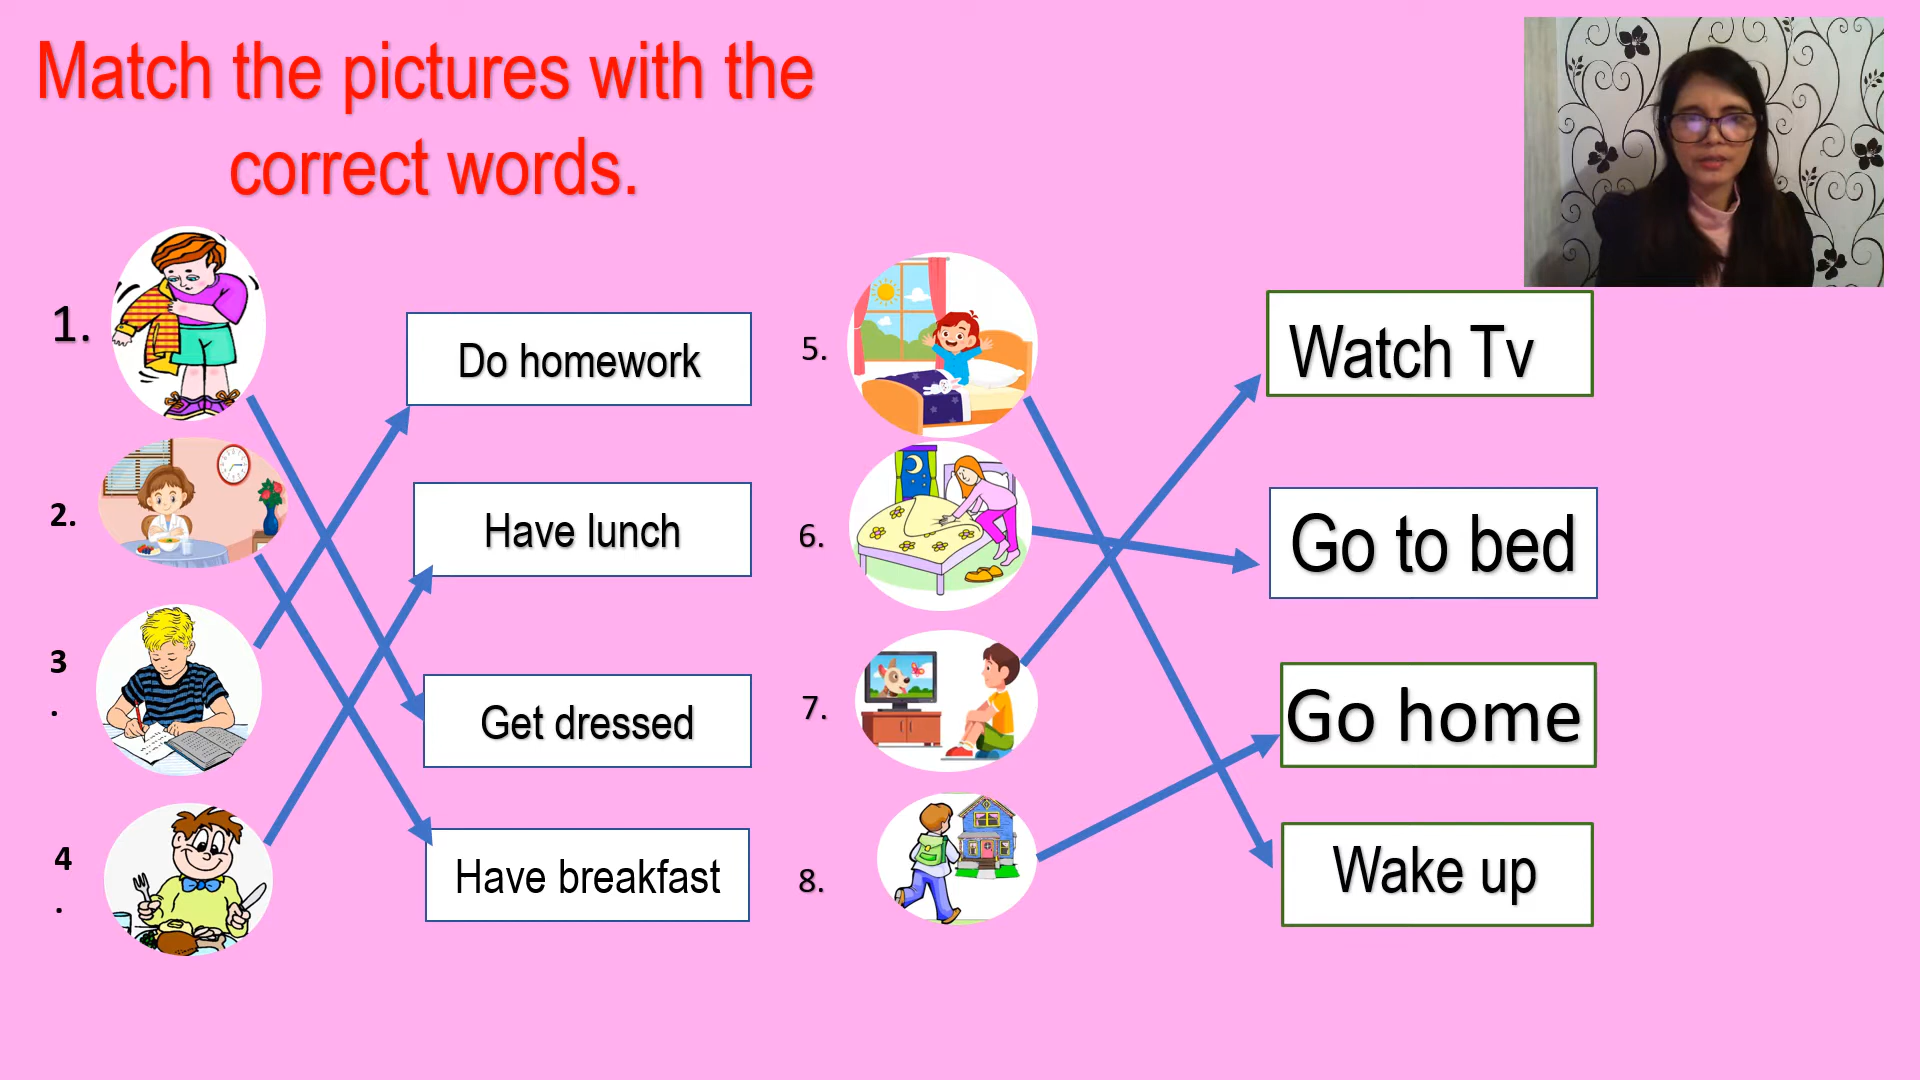 Match the pictures with the
correct words.
1.
Do homework
2.
Have lunch
3
.
Get dressed
4
.
Have breakfast
5.
Watch Tv
6.
Go to bed
7.
Go home
8.
Wake up